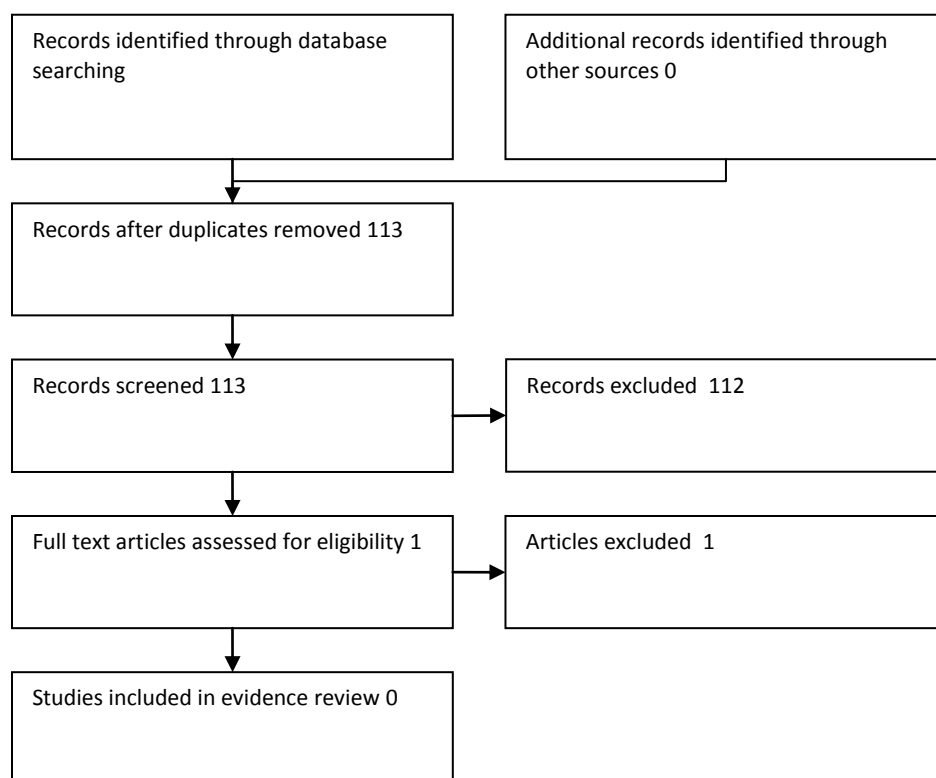 Records identified through database
searching
Additional records identified through
other sources 0
Records after duplicates removed 113
Records screened 113
Records excluded  112
Full text articles assessed for eligibility 1
Articles excluded  1
Studies included in evidence review 0